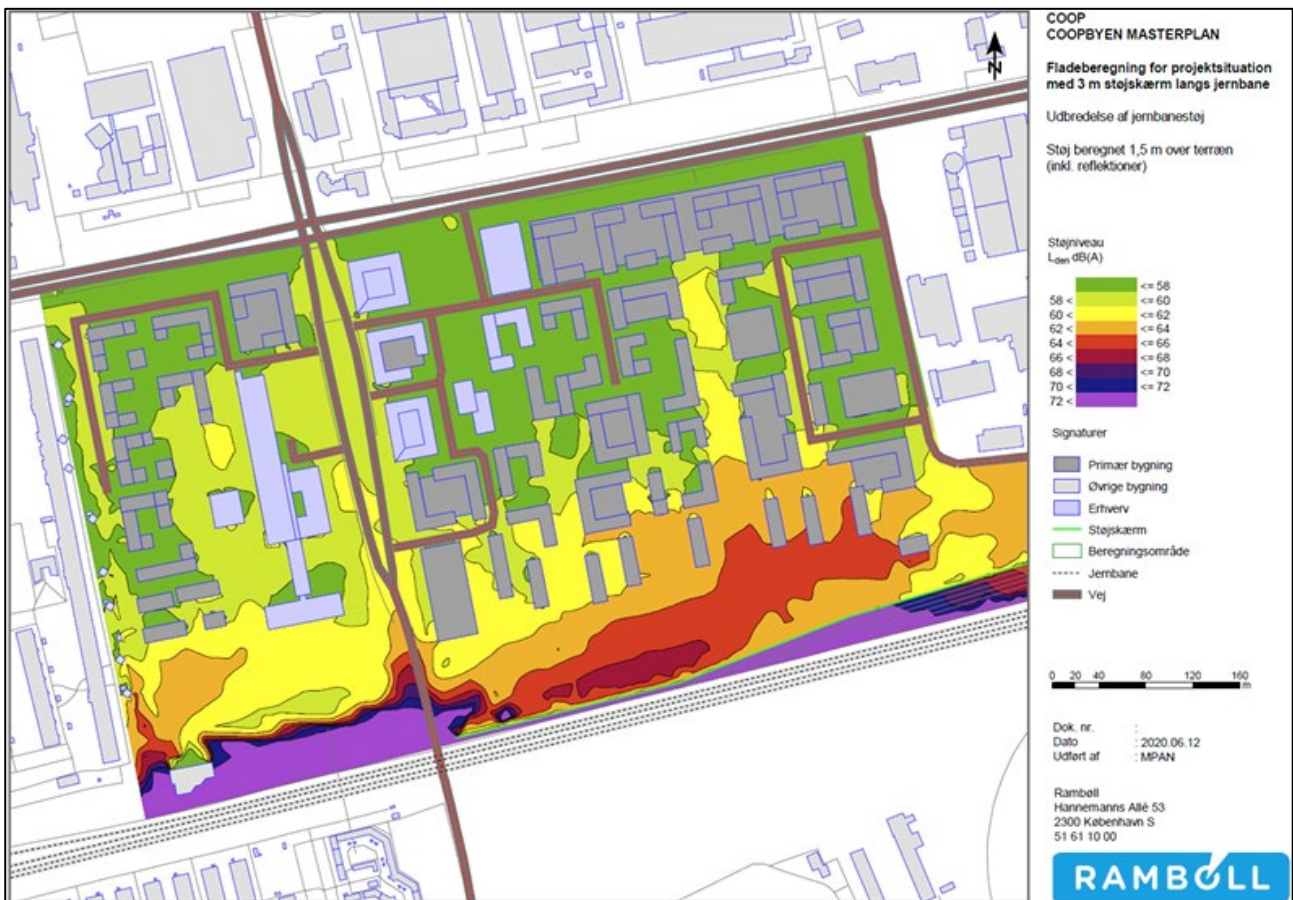 COOP
COOPBYEN MASTERPLAN
Fladeberegning for projektsituation
med 3 m støjskærm langs jernbane
Udbredelse af jernbanestøj
Støj beregnet 1,5 m over terræn
(inkl. reflektioner)
N
Støjniveau
Lden dB(A)
<= 58
58 < <= 60
60 < <= 62
62 < <= 64
64 < <= 66
66 < <= 68
68 < <= 70
70 < <= 72
72 <
Signaturer
Primær bygning
Øvrige bygning
Erhverv
Støjskærm
Beregningsområde
Jernbane
Vej
0 20 40 80 120 160
m
Dok. nr. :
Dato : 2020.06.12
Udført af : MPAN
Rambøll
Hannemanns Allé 53
2300 København S
51 61 10 00
RAMBOLL